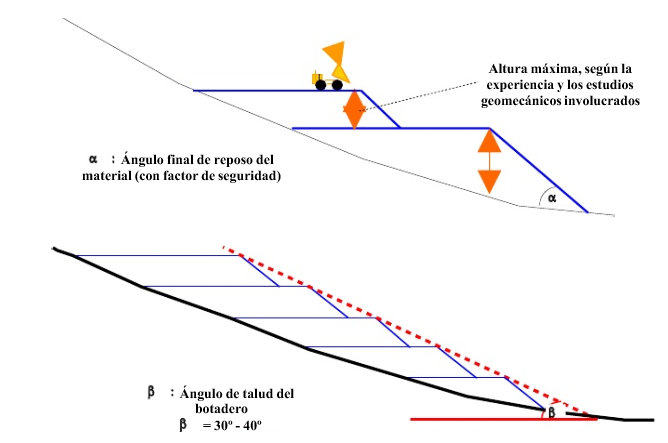 Altura máxima, según la
experiencia y los estudios
geomecánicos involucrados
α : Ángulo final de reposo del
material (con factor de seguridad)
α
β : Ángulo de talud del
botadero
β = 30º - 40º
β